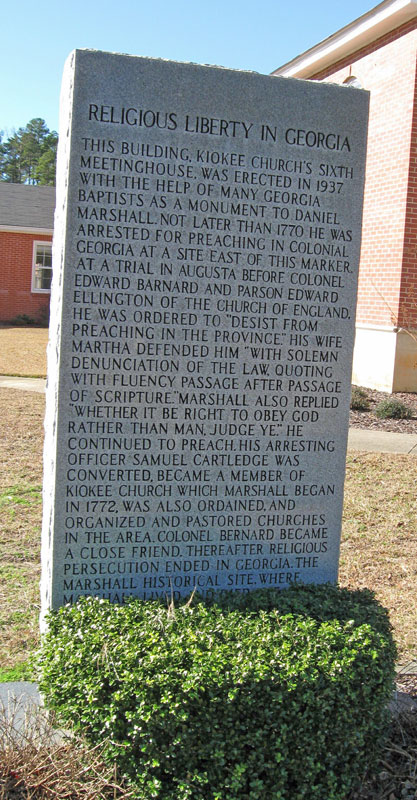 RELIGIOUS LIBERTY IN GEORGIA
THIS BUILDING, KIOKEE CHURCH'S SIXTH
MEETINGHOUSE, WAS ERECTED IN 1937
WITH THE HELP OF MANY GEORGIA
BAPTISTS AS A MONUMENT TO DANIEL
MARSHALL. NOT LATER THAN 1770 HE WAS
ARRESTED FOR PREACHING IN COLONIAL
GEORGIA AT A SITE EAST OF THIS MARKER.
AT A TRIAL IN AUGUSTA BEFORE COLONEL
EDWARD BARNARD AND PARSON EDWARD
ELLINGTON OF THE CHURCH OF ENGLAND,
HE WAS ORDERED TO "DESIST FROM
PREACHING IN THE PROVINCE." HIS WIFE
MARTHA DEFENDED HIM "WITH SOLEMN
DENUNCIATION OF THE LAW, QUOTING
WITH FLUENCY PASSAGE AFTER PASSAGE
OF SCRIPTURE." MARSHALL ALSO REPLIED
"WHETHER IT BE RIGHT TO OBEY GOD
RATHER THAN MAN, JUDGE YE." HE
CONTINUED TO PREACH. HIS ARRESTING
OFFICER SAMUEL CARTLEDGE WAS
CONVERTED, BECAME A MEMBER OF
KIOKEE CHURCH WHICH MARSHALL BEGAN
IN 1772, WAS ALSO ORDAINED, AND
ORGANIZED AND PASTORED CHURCHES
IN THE AREA. COLONEL BERNARD BECAME
A CLOSE FRIEND. THEREAFTER RELIGIOUS
PERSECUTION ENDED IN GEORGIA. THE
MARSHALL HISTORICAL SITE, WHERE
MARSHALL LIVED AND